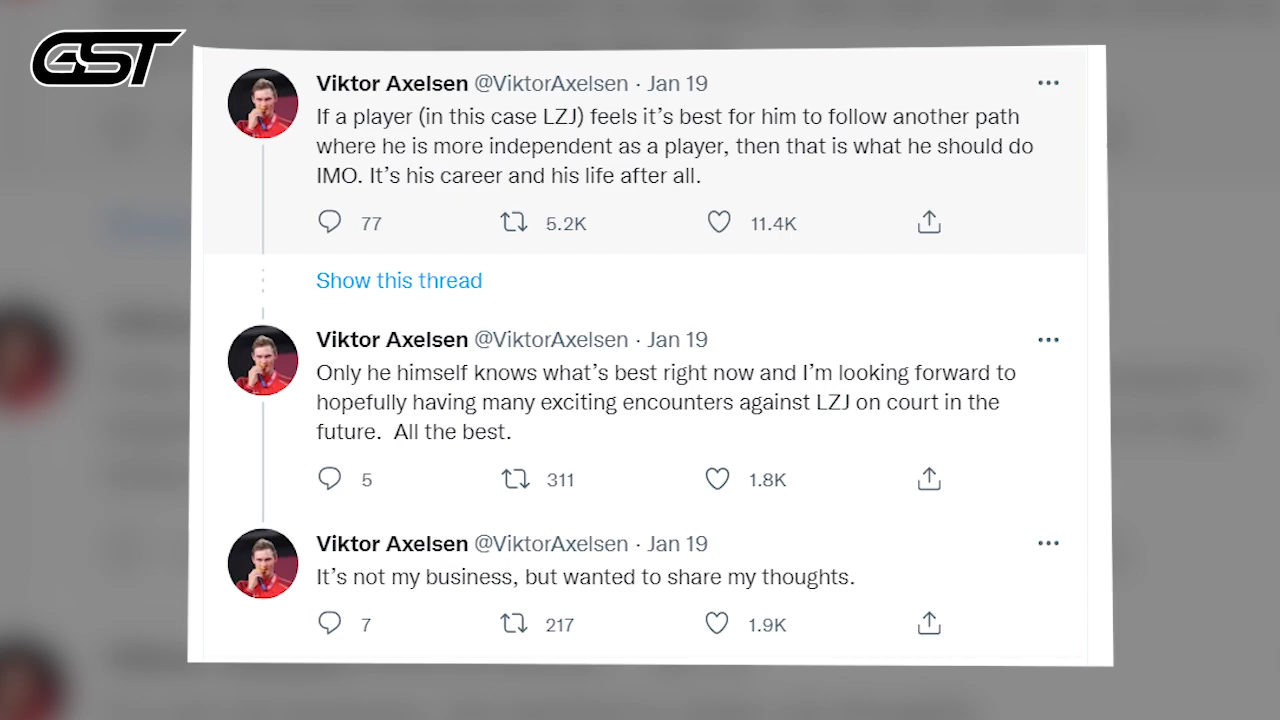 GST
Viktor Axelsen @ViktorAxelsen · Jan 19
If a player (in this case LZJ) feels it’s best for him to follow another path
where he is more independent as a player, then that is what he should do
IMO. It’s his career and his life after all.
77 5.2K 11.4K
Show this thread
Viktor Axelsen @ViktorAxelsen · Jan 19
Only he himself knows what’s best right now and I’m looking forward to
hopefully having many exciting encounters against LZJ on court in the
future.  All the best.
5 311 1.8K
Viktor Axelsen @ViktorAxelsen · Jan 19
It’s not my business, but wanted to share my thoughts.
7 217 1.9K